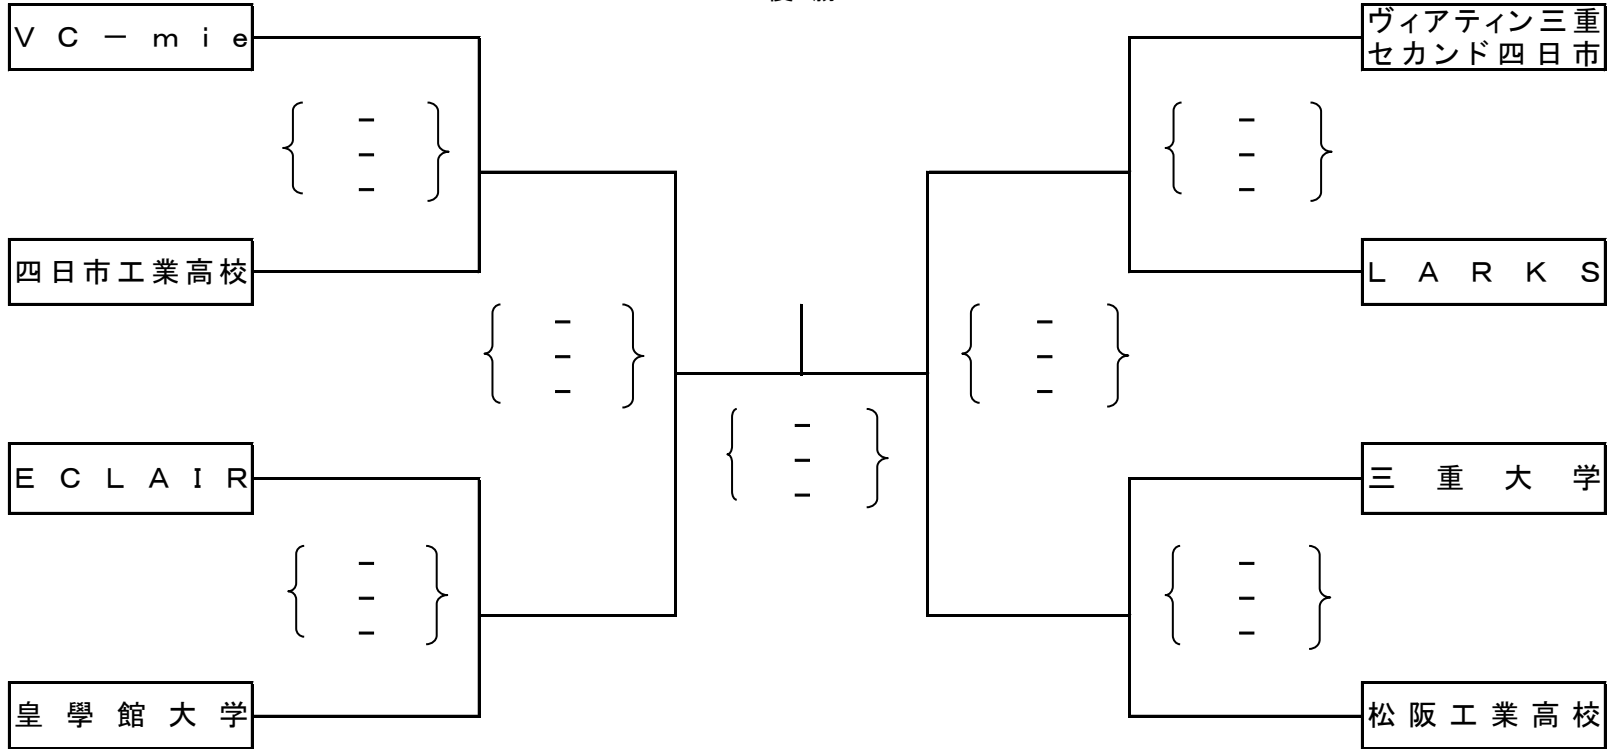 VC－mie
ヴィアティン三重
セカンド四日市
－ －
－ －
－ －
四日市工業高校
LARKS
－ －
－ －
－ －
－
－
－
ECLAIR
三重大学
－ －
－ －
－ －
皇學館大学
松阪工業高校